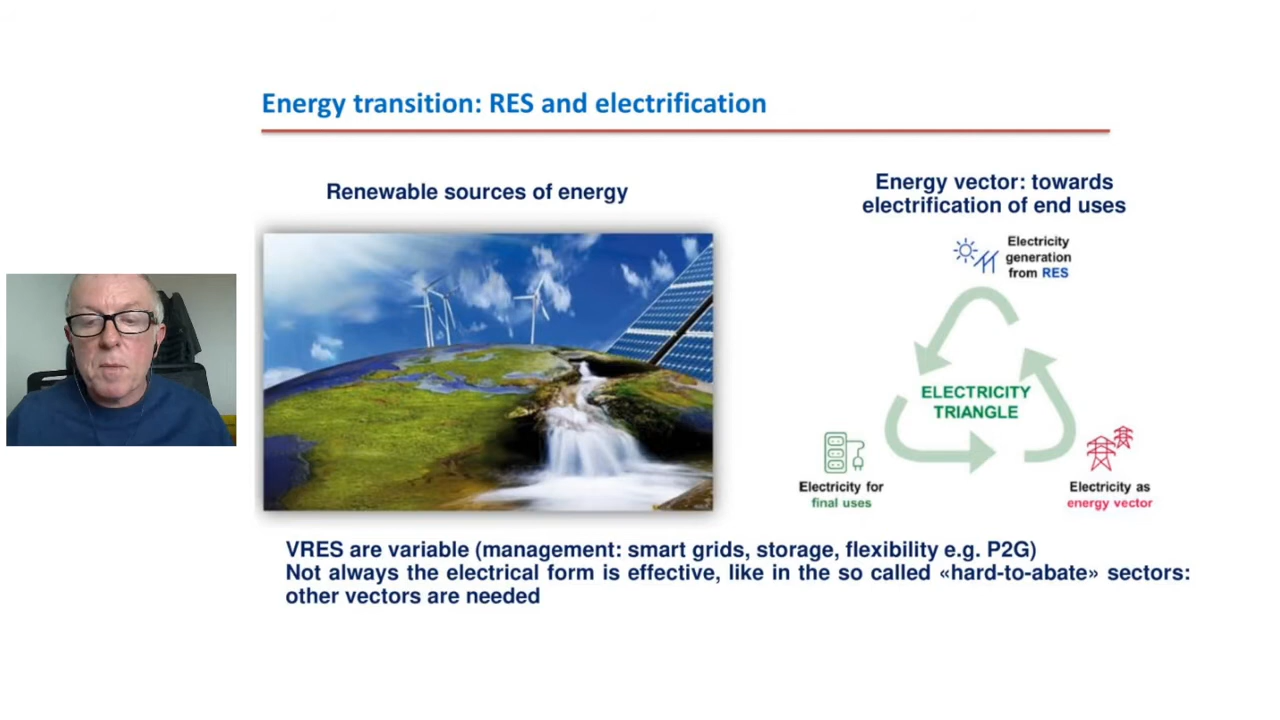 Energy transition: RES and electrification
Renewable sources of energy
Energy vector: towards
electrification of end uses
Electricity
generation
from RES
ELECTRICITY
TRIANGLE
Electricity for
final uses
Electricity as
energy vector
VRES are variable (management: smart grids, storage, flexibility e.g. P2G)
Not always the electrical form is effective, like in the so called «hard-to-abate» sectors:
other vectors are needed